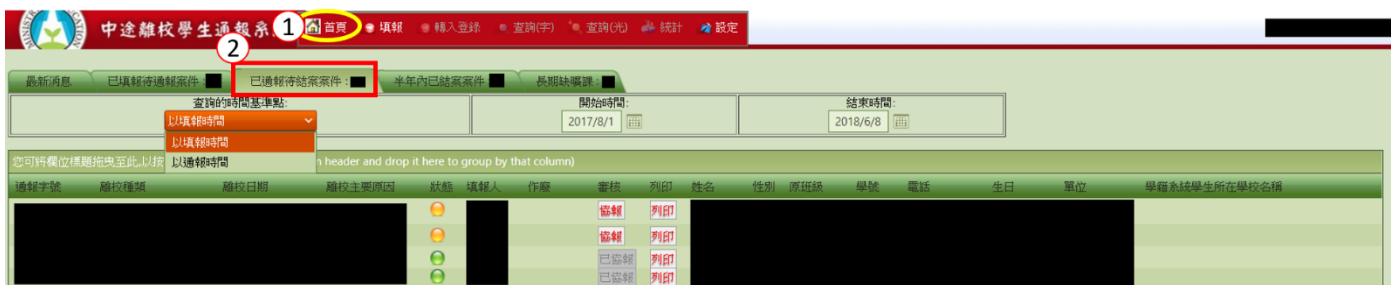 中途離校學生通報系
1
首頁
填報
轉入登錄
查詢(字)
查詢(光)
統計
設定
2
最新消息
已填報待通報案件:
已通報待結案案件:
半年內已結案案件:
長期缺曠課:
查詢的時間基準點:
開始時間:
結束時間:
以填報時間
2017/8/1
2018/6/8
以填報時間
以通報時間
您可將欄位標題拖曳至此,以按
n header and drop it here to group by that column)
通報字號 離校種類 離校日期 離校主要原因 狀態 填報人 作廢 審核 列印 姓名 性別 原班級 學號 電話 生日 單位 學籍系統學生所在學校名稱
協報 列印
協報 列印
已協報 列印
已協報 列印